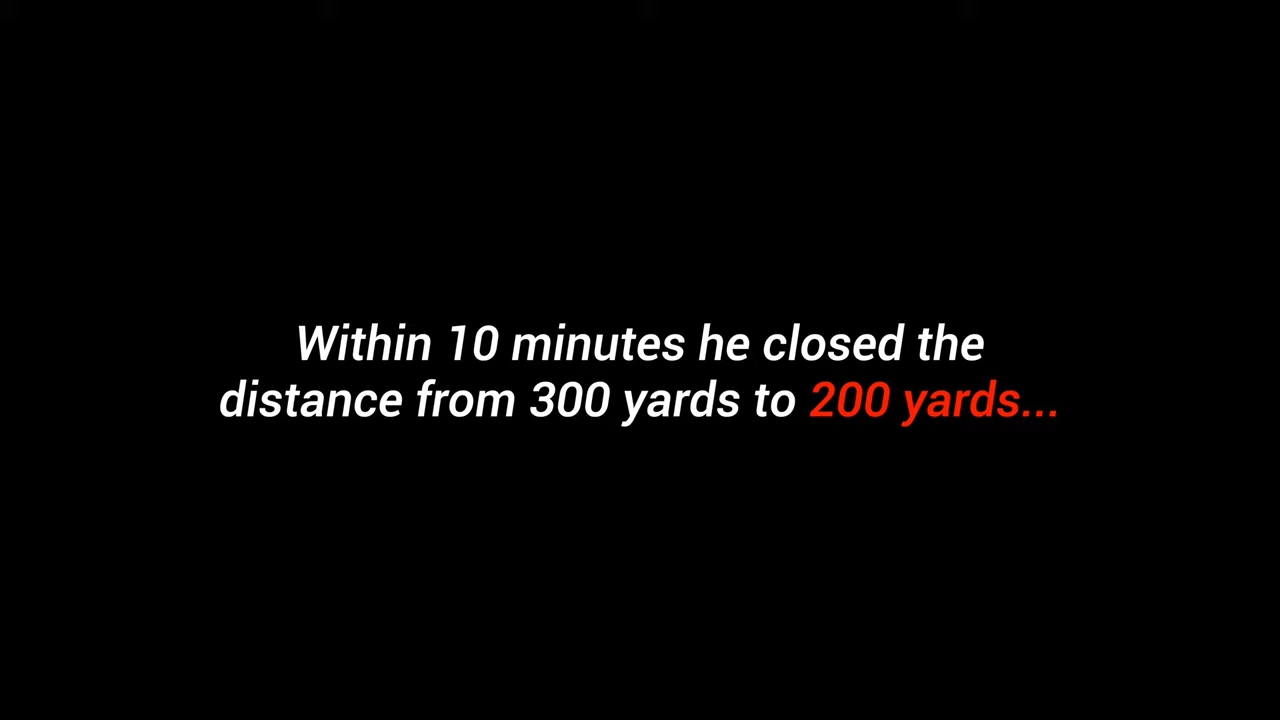 Within 10 minutes he closed the
distance from 300 yards to 200 yards...